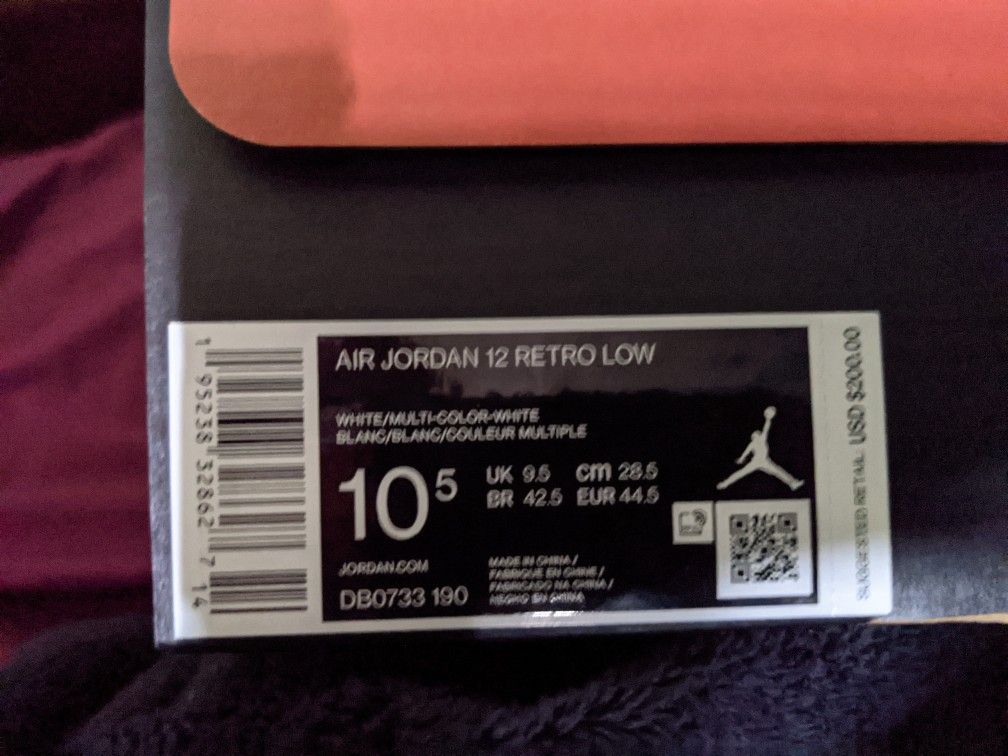 AIR JORDAN 12 RETRO LOW
WHITE/MULTI-COLOR-WHITE
BLANC/BLANC/COULEUR MULTIPLE
10⁵
UK 9.5 cm 28.5
BR 42.5 EUR 44.5
JORDAN.COM
DB0733 190
MADE IN CHINA /
FABRIQUE EN CHINE /
FABRICADO NA CHINA /
HECHO EN CHINA
1 95238 32862 7 14
SUGGESTED RETAIL USD $200.00